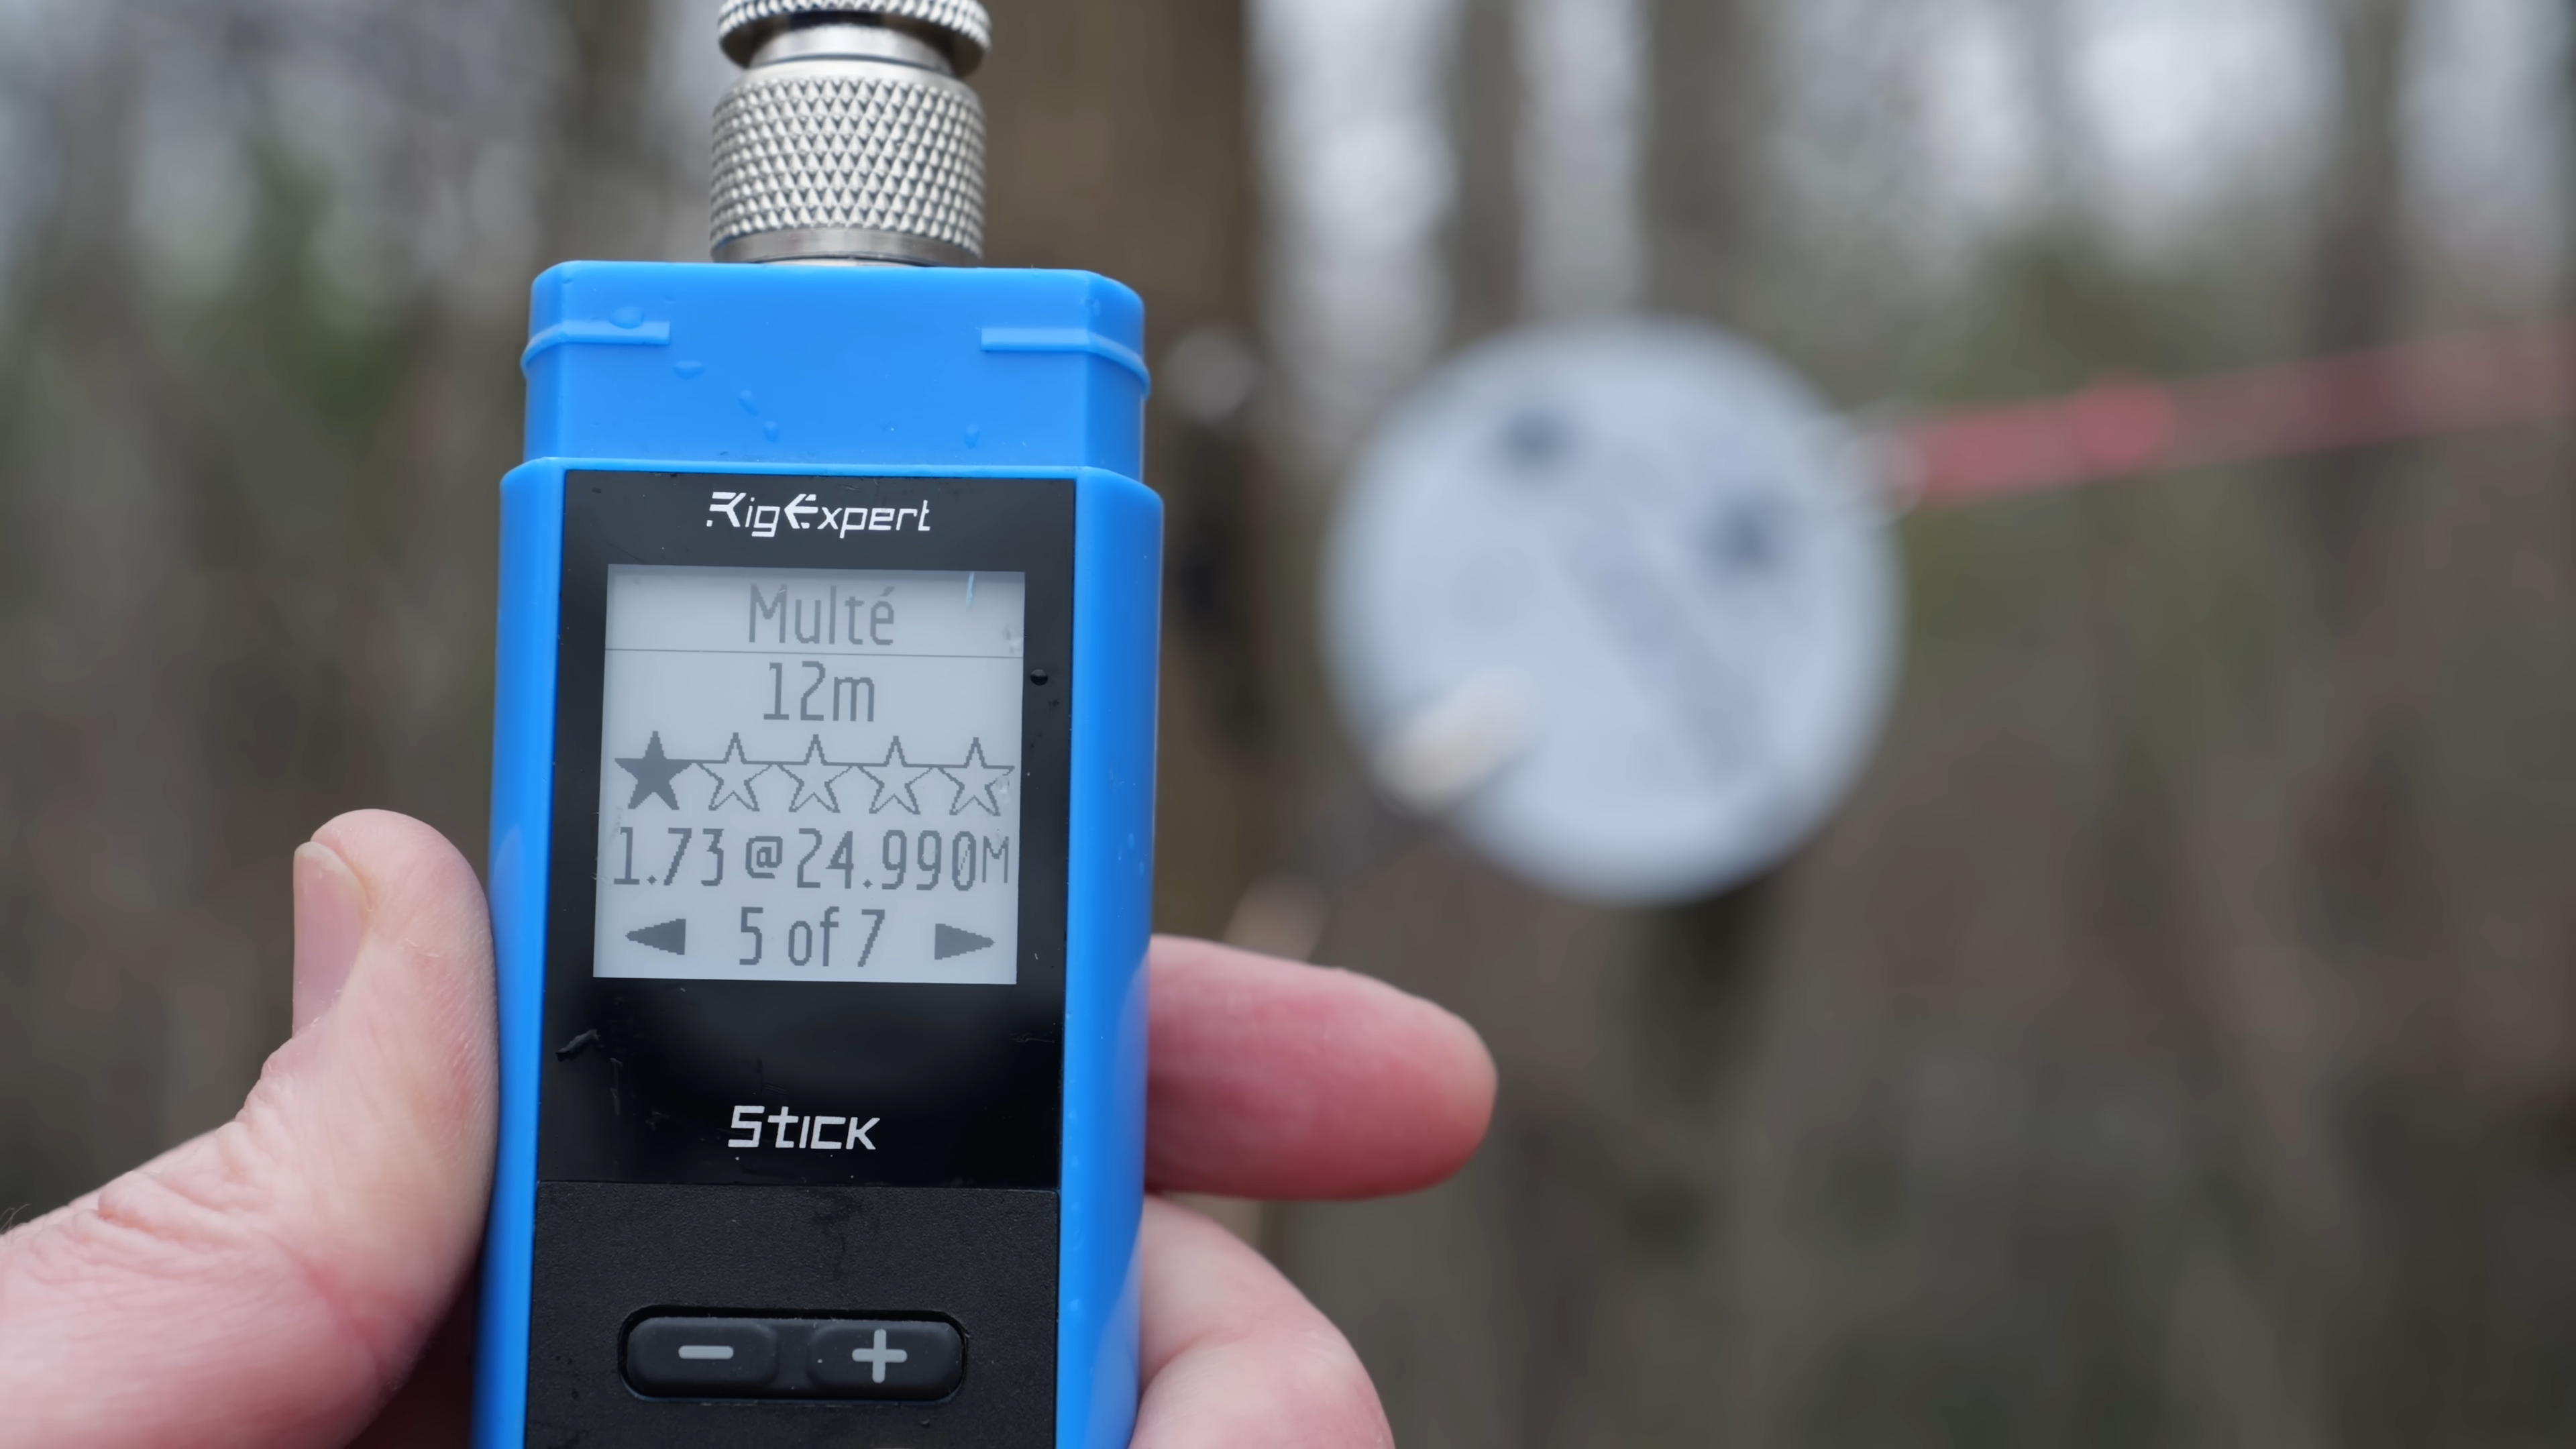 RigExpert
Multé
12m
1.73 @ 24.990M
5 of 7
Stick
- +